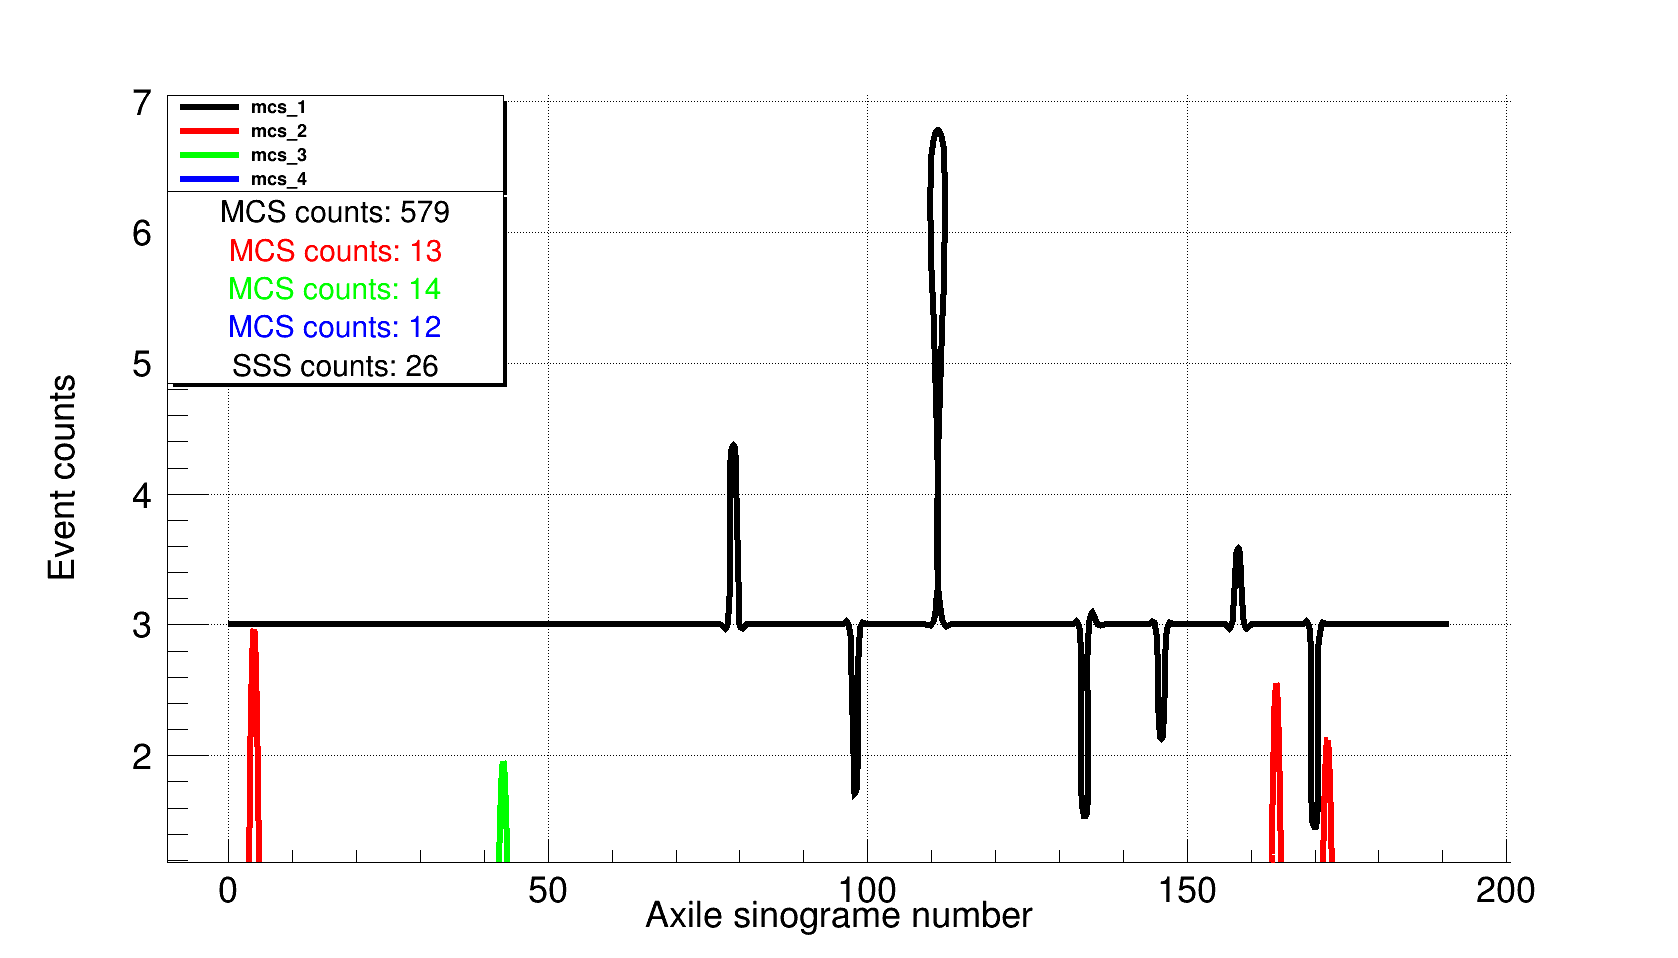 7
mcs_1
mcs_2
mcs_3
mcs_4
MCS counts: 579
6
MCS counts: 13
MCS counts: 14
MCS counts: 12
5
SSS counts: 26
Event counts
4
3
2
0 50 100 150 200
Axile sinograme number